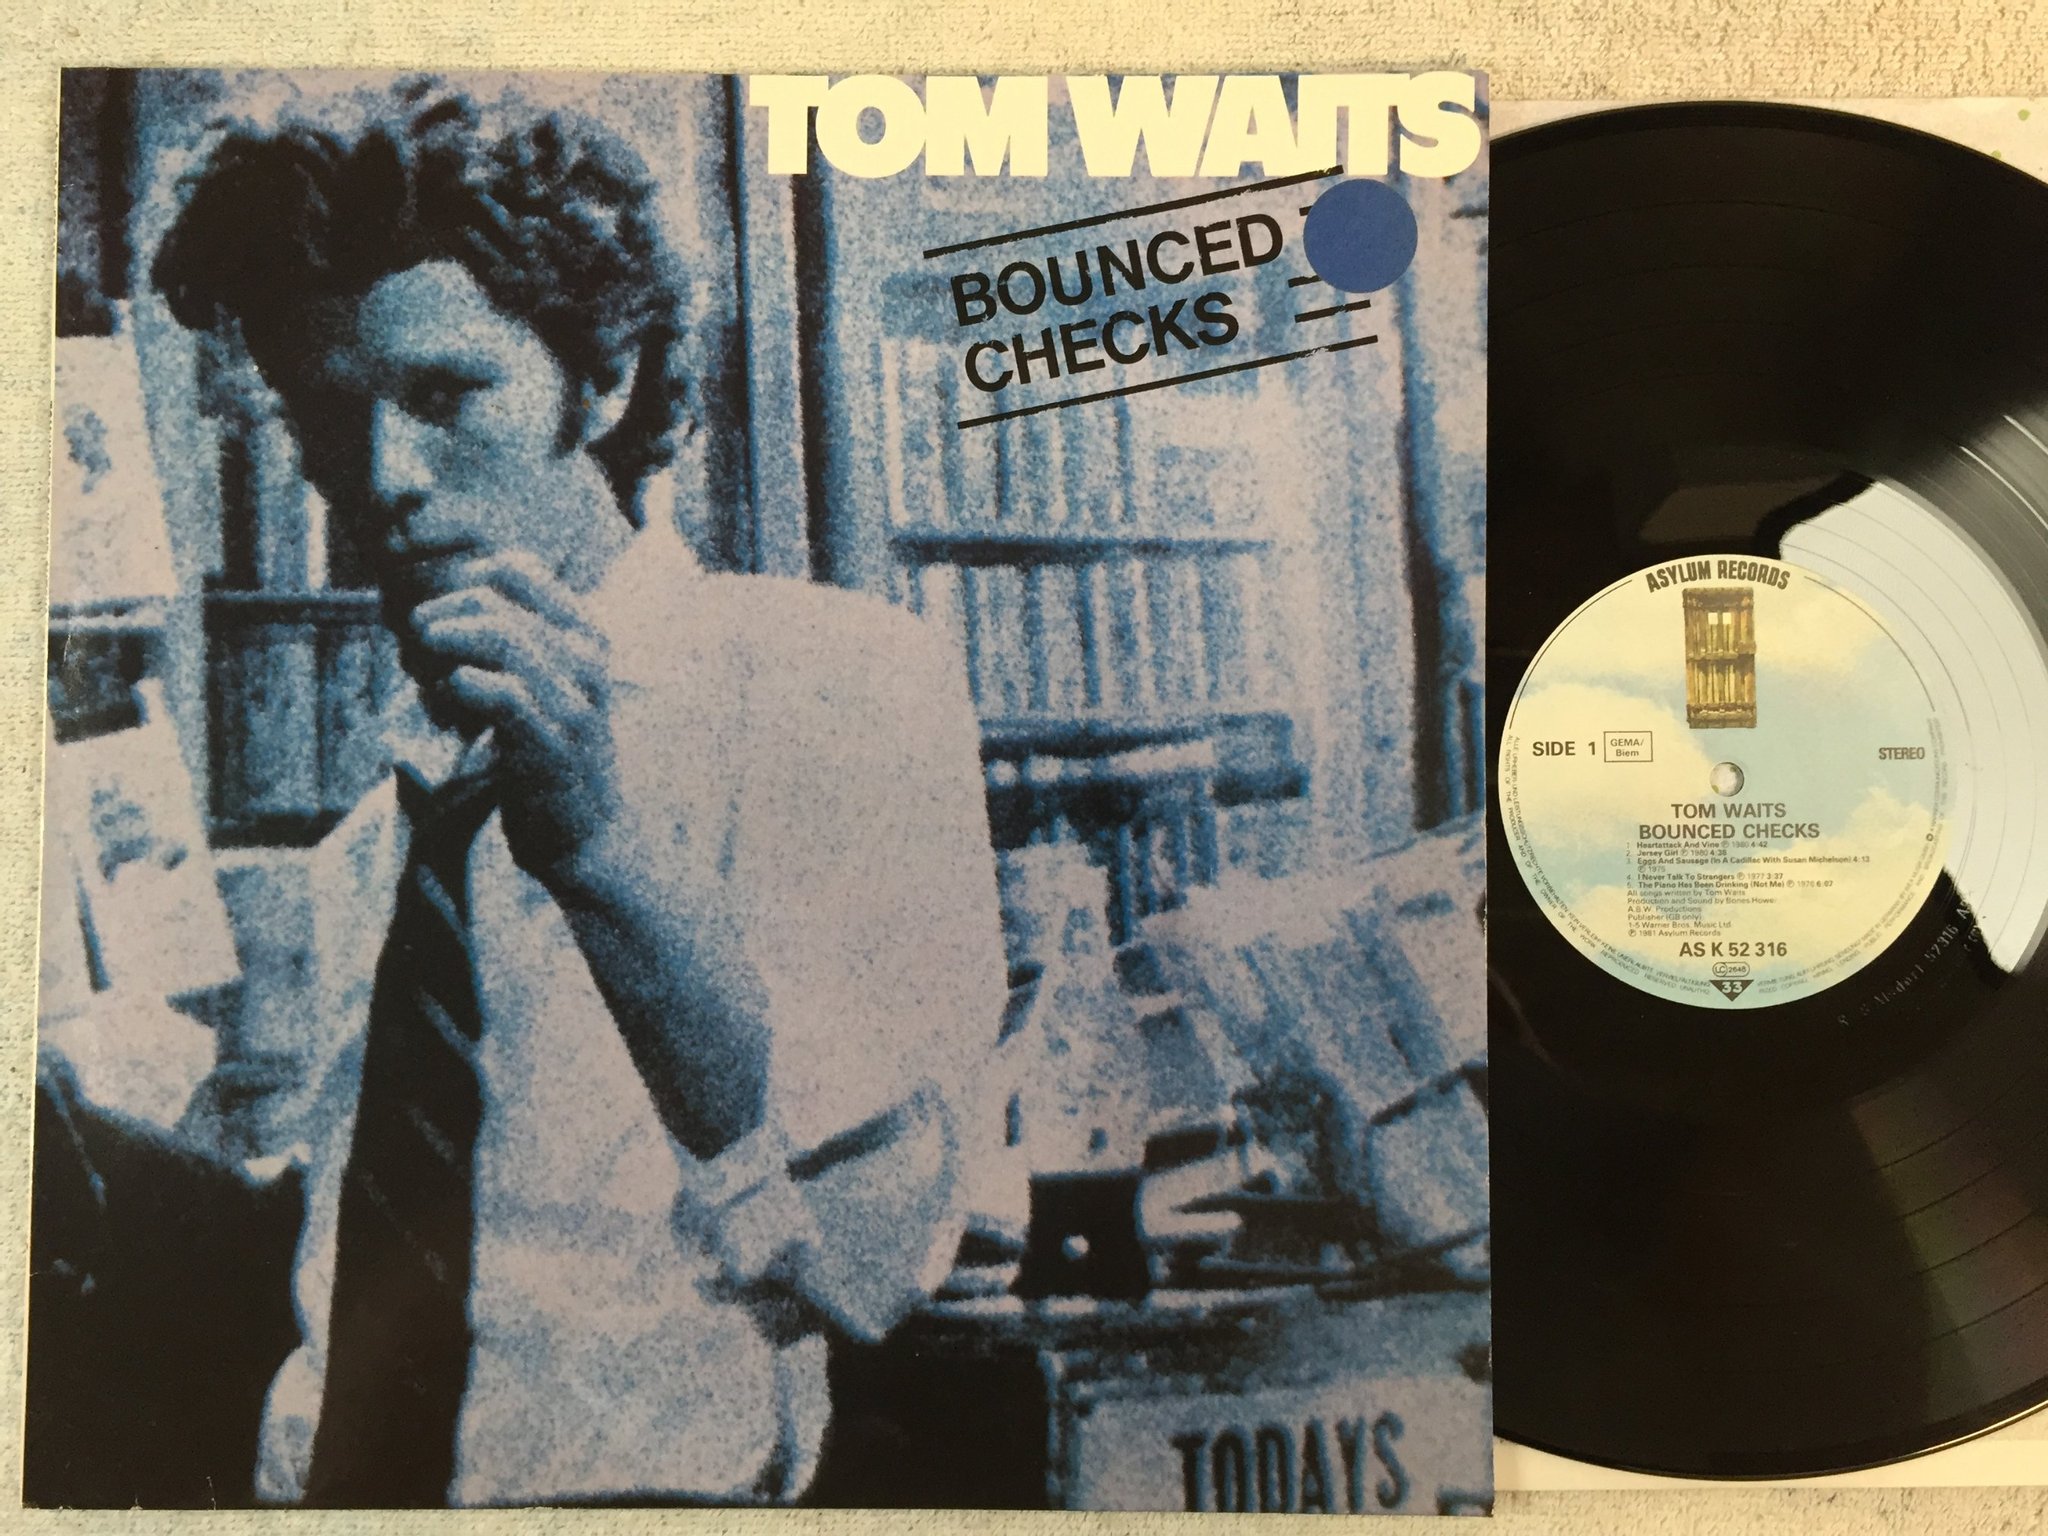 TOM WAITS
BOUNCED
CHECKS
TODAYS
ASYLUM RECORDS
SIDE 1
GEMA/
Biem
STEREO
TOM WAITS
BOUNCED CHECKS
1. Heartattack And Vine Ⓟ 1980 4:42
2. Jersey Girl Ⓟ 1980 4:38
3. Eggs And Sausage (In A Cadillac With Susan Michelson) 4:13
Ⓟ 1975
4. I Never Talk To Strangers Ⓟ 1977 3:37
5. The Piano Has Been Drinking (Not Me) Ⓟ 1976 6:07
All songs written by Tom Waits
Production and Sound by Bones Howe
A.B.W. Productions
Publisher (GB only):
1-5 Warner Bros. Music Ltd.
Ⓟ 1981 Asylum Records
AS K 52 316
LC 2648
33
52316